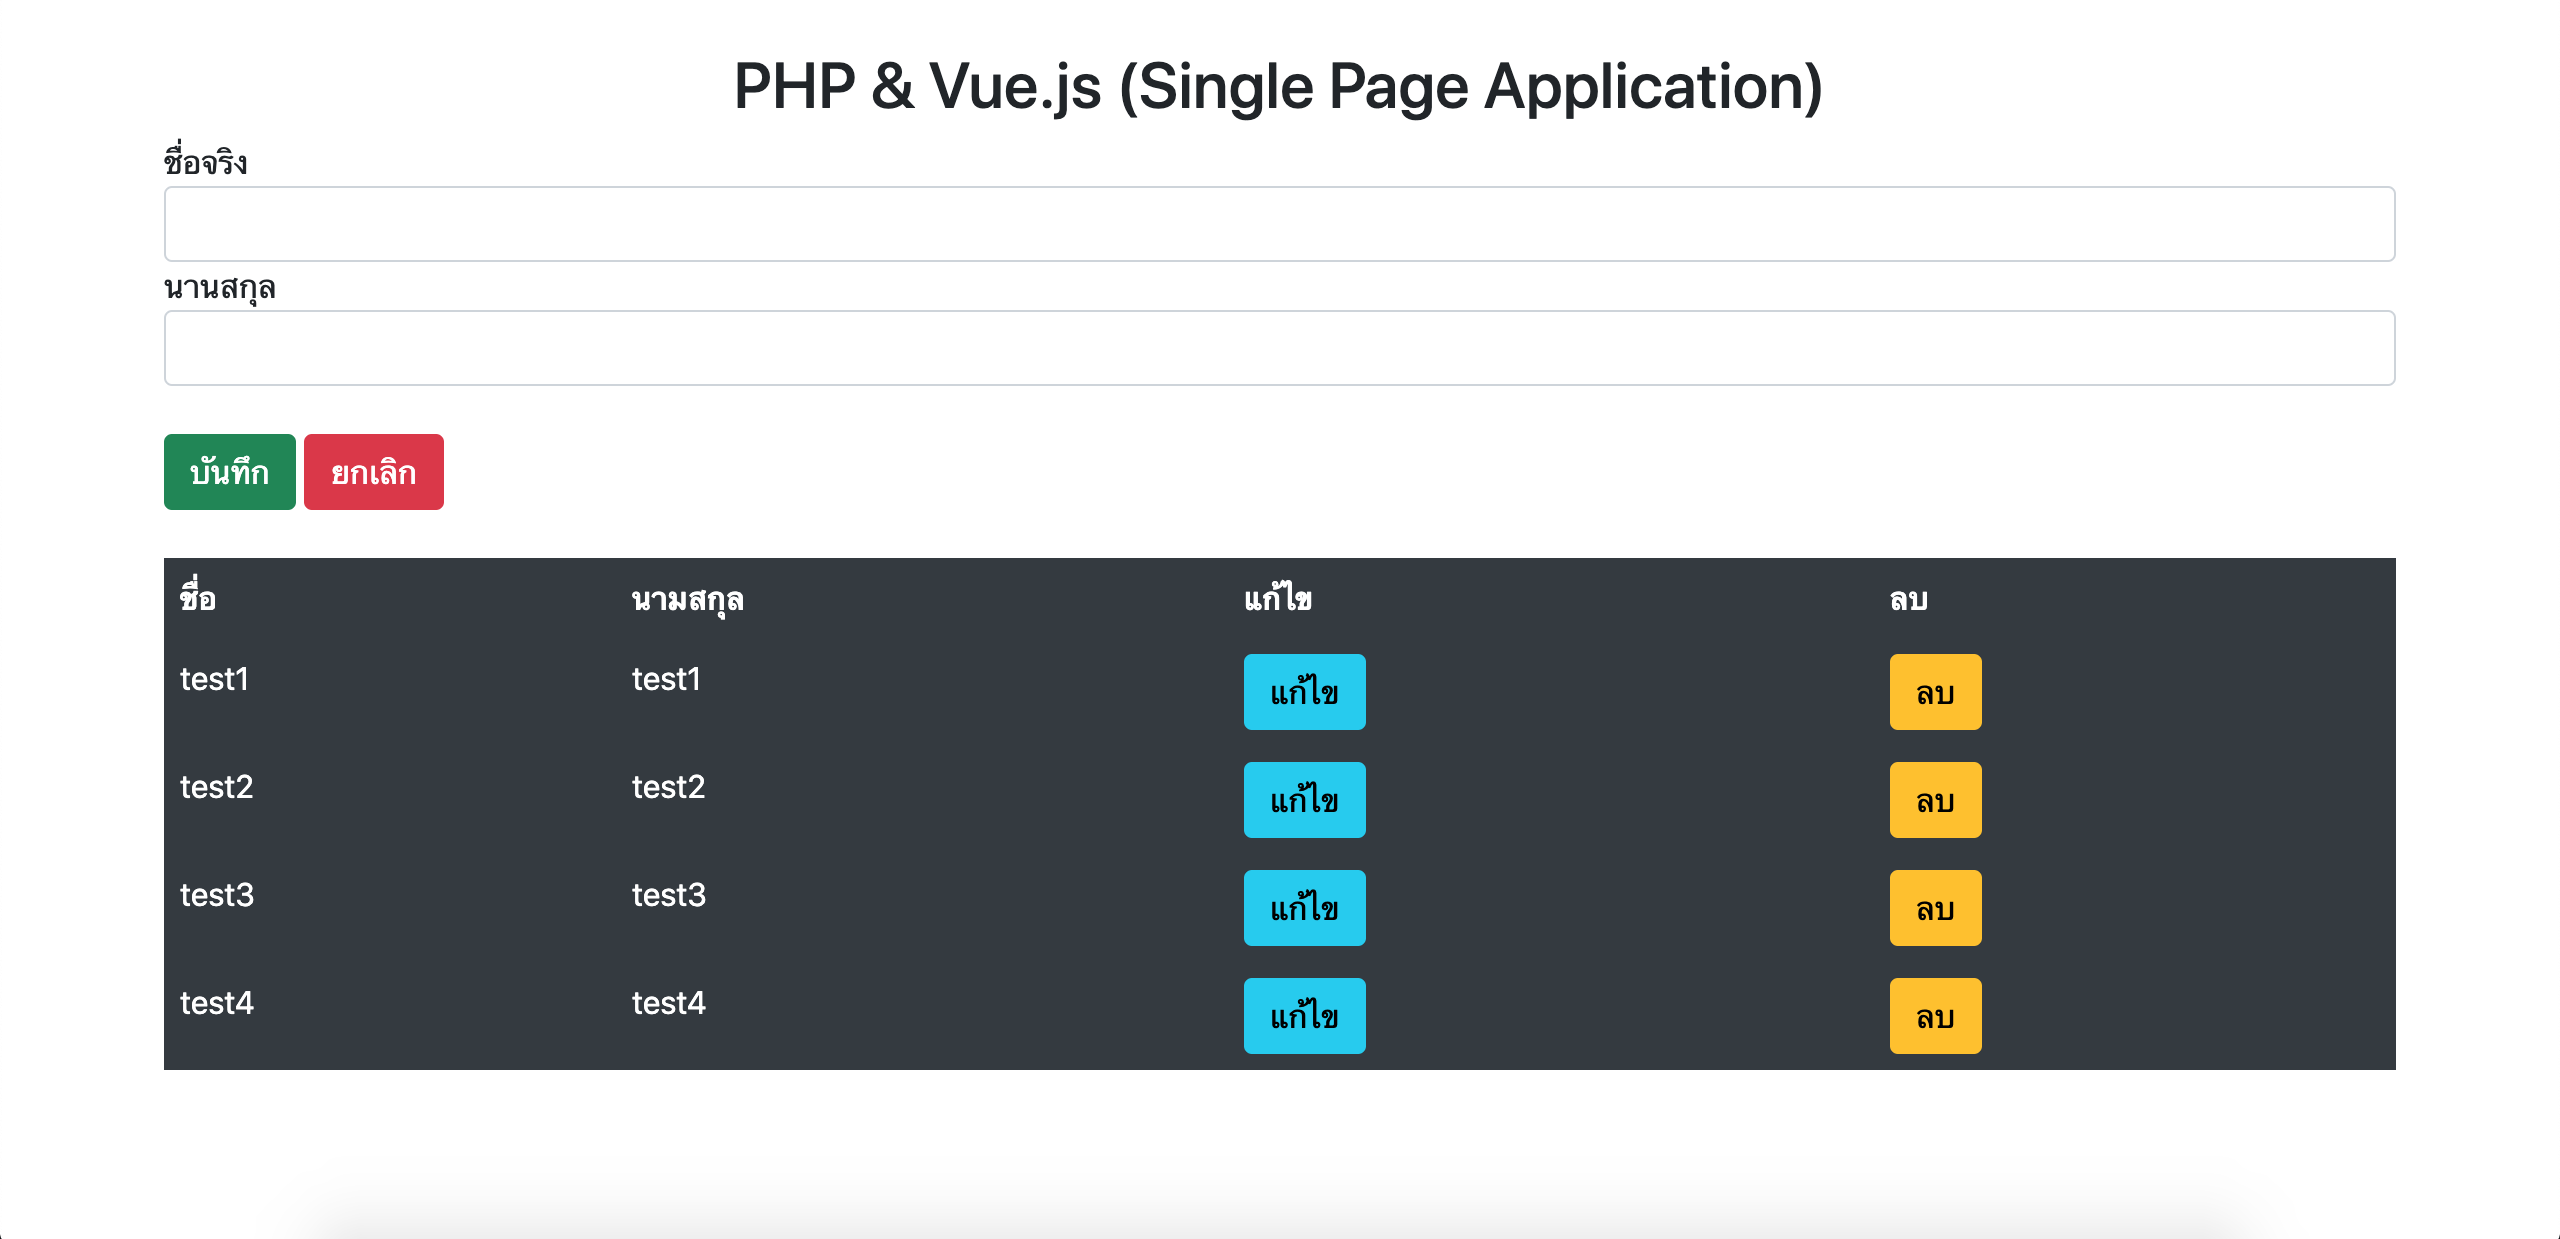 PHP & Vue.js (Single Page Application)
ชื่อจริง
นานสกุล
บันทึก ยกเลิก
ชื่อ นามสกุล แก้ไข ลบ
test1 test1 แก้ไข ลบ
test2 test2 แก้ไข ลบ
test3 test3 แก้ไข ลบ
test4 test4 แก้ไข ลบ